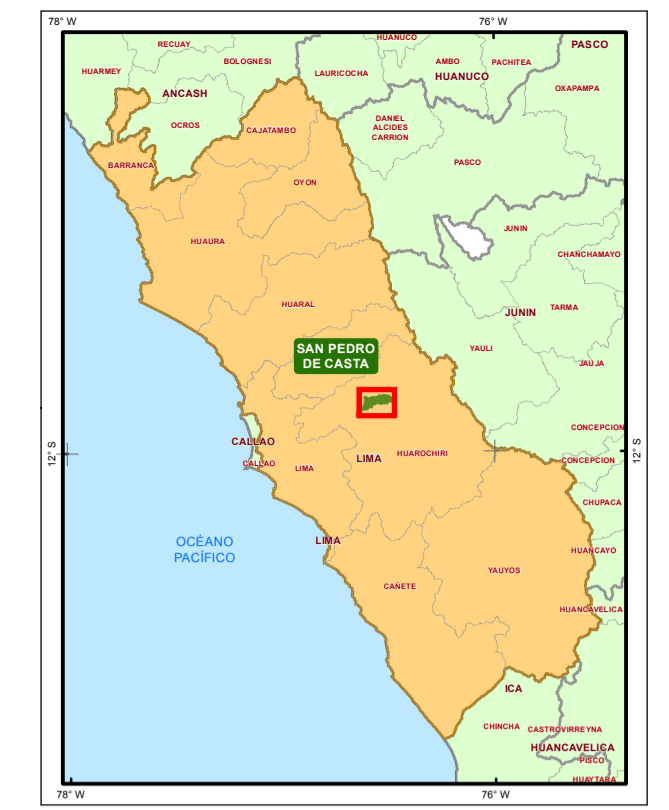 78° W
76° W
RECUAY
HUANUCO
PASCO
BOLOGNESI
AMBO
PACHITEA
HUARMEY
LAURICOCHA
HUANUCO
OXAPAMPA
ANCASH
OCROS
CAJATAMBO
DANIEL
ALCIDES
CARRION
BARRANCA
PASCO
OYON
HUAURA
JUNIN
CHANCHAMAYO
HUARAL
JUNIN
TARMA
SAN PEDRO
DE CASTA
YAULI
JAUJA
CONCEPCION
CALLAO
12° S
12° S
CALLAO
LIMA
LIMA
HUAROCHIRI
CONCEPCION
CHUPACA
OCÉANO
PACÍFICO
LIMA
HUANCAYO
YAUYOS
CAÑETE
HUANCAVELICA
ICA
CHINCHA
CASTROVIRREYNA
HUANCAVELICA
PISCO
HUAYTARA
78° W
76° W